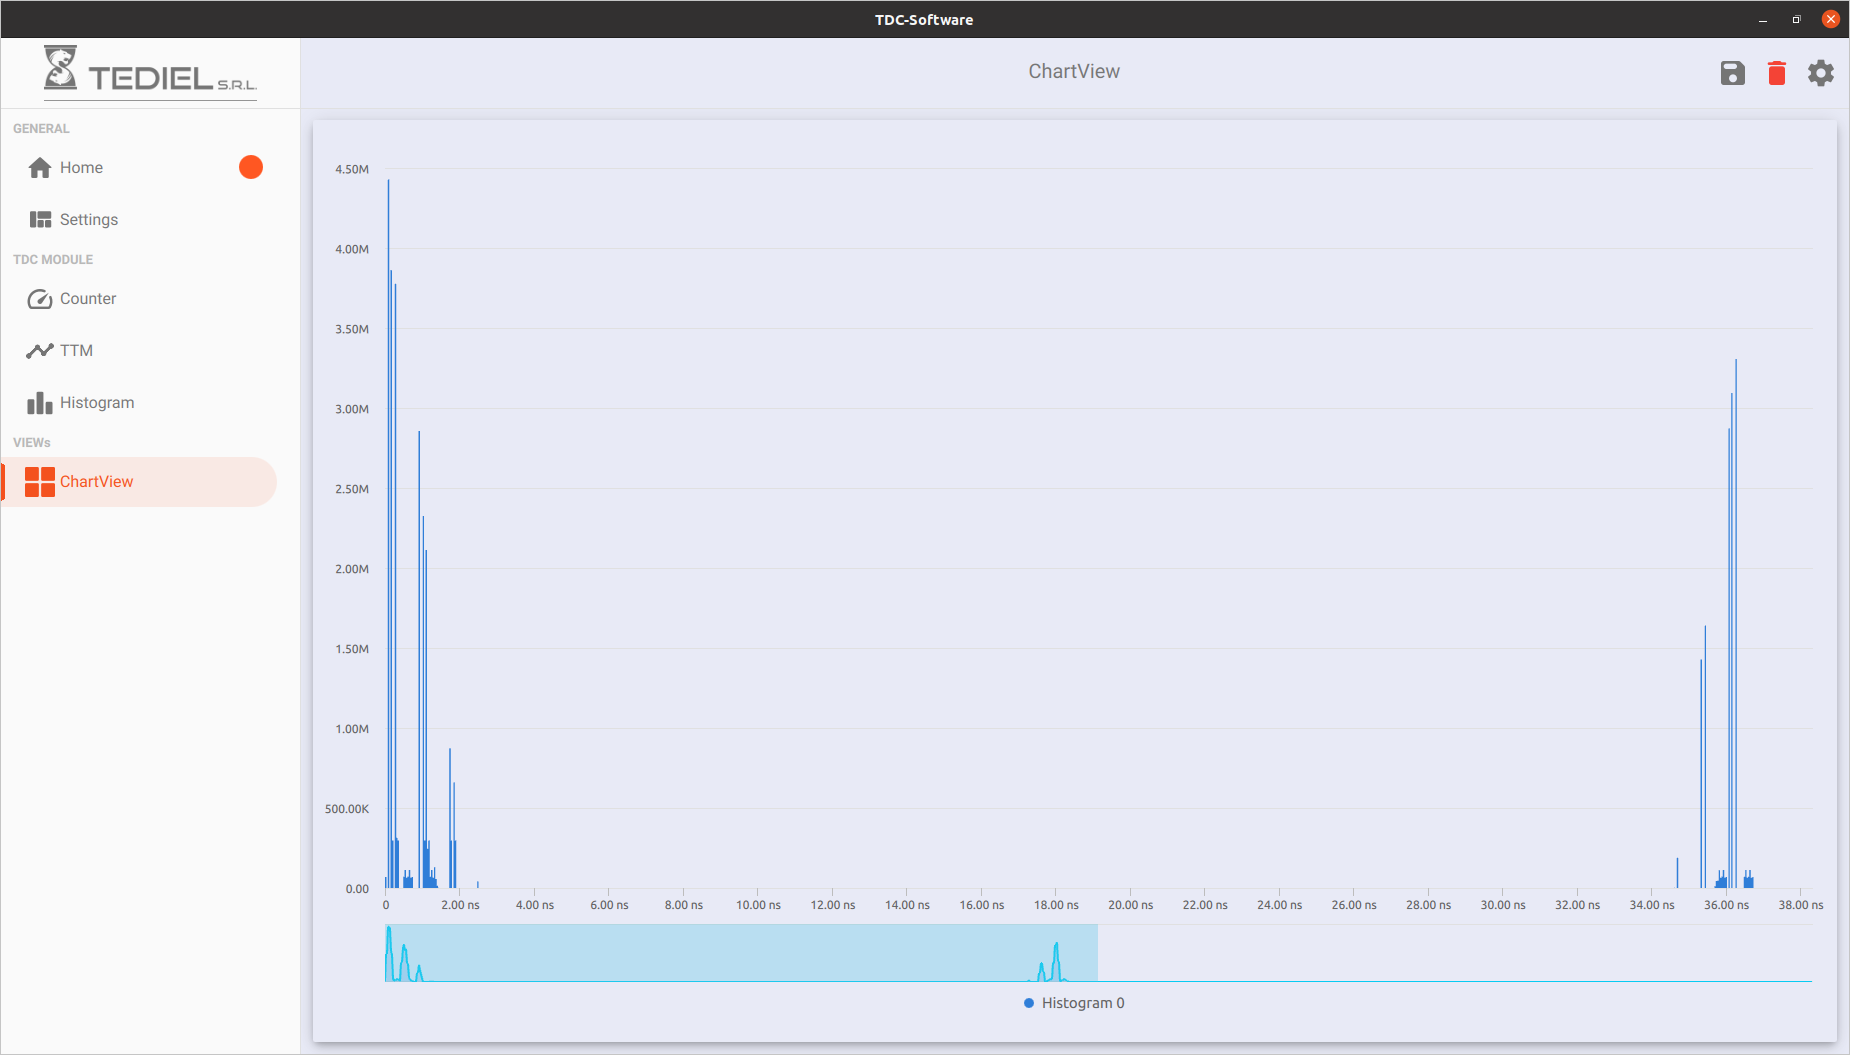 TDC-Software
TEDIEL S.R.L.
ChartView
GENERAL
Home
Settings
TDC MODULE
Counter
TTM
Histogram
VIEWs
ChartView
4.50M
4.00M
3.50M
3.00M
2.50M
2.00M
1.50M
1.00M
500.00K
0.00
0 2.00 ns 4.00 ns 6.00 ns 8.00 ns 10.00 ns 12.00 ns 14.00 ns 16.00 ns 18.00 ns 20.00 ns 22.00 ns 24.00 ns 26.00 ns 28.00 ns 30.00 ns 32.00 ns 34.00 ns 36.00 ns 38.00 ns
Histogram 0